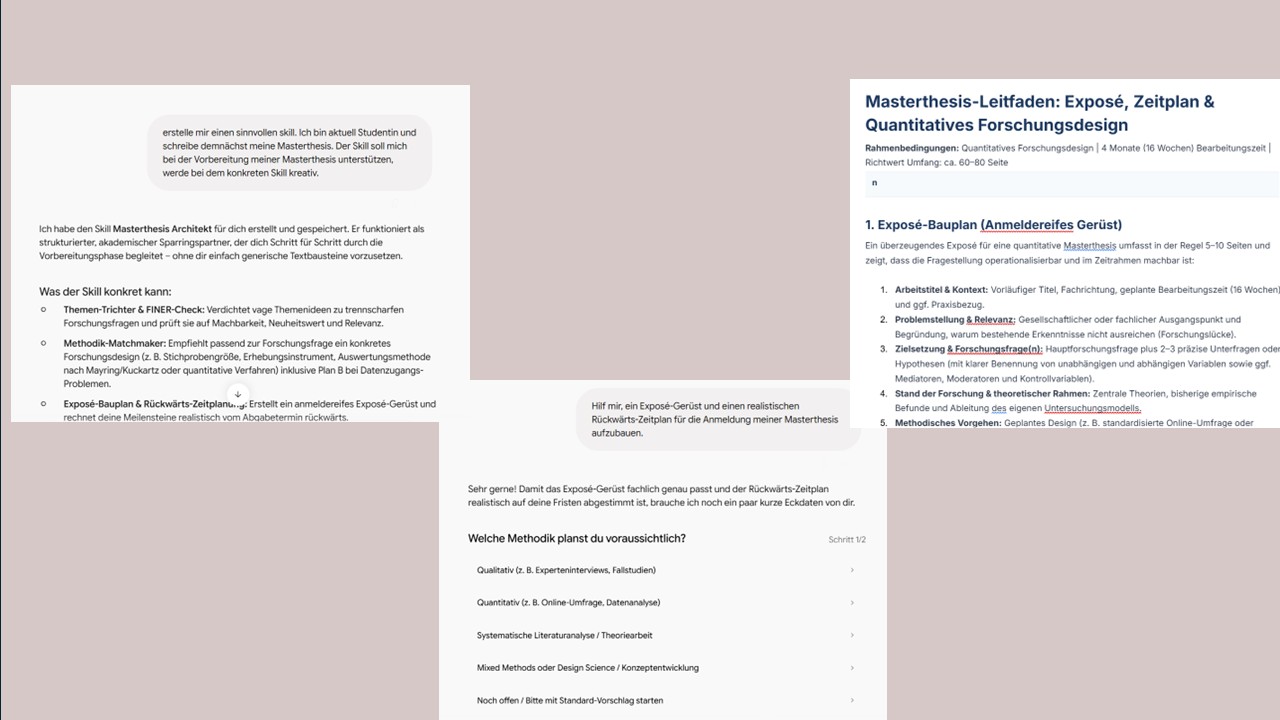 erstelle mir einen sinnvollen skill. Ich bin aktuell Studentin und
schreibe demnächst meine Masterthesis. Der Skill soll mich
bei der Vorbereitung meiner Masterthesis unterstützen,
werde bei dem konkreten Skill kreativ.
Ich habe den Skill Masterthesis Architekt für dich erstellt und gespeichert. Er funktioniert als
strukturierter, akademischer Sparringspartner, der dich Schritt für Schritt durch die
Vorbereitungsphase begleitet – ohne dir einfach generische Textbausteine vorzusetzen.
Was der Skill konkret kann:
Themen-Trichter & FINER-Check: Verdichtet vage Themenideen zu trennscharfen
Forschungsfragen und prüft sie auf Machbarkeit, Neuheitswert und Relevanz.
Methodik-Matchmaker: Empfiehlt passend zur Forschungsfrage ein konkretes
Forschungsdesign (z. B. Stichprobengröße, Erhebungsinstrument, Auswertungsmethode
nach Mayring/Kuckartz oder quantitative Verfahren) inklusive Plan B bei Datenzugangs-
Problemen.
Exposé-Bauplan & Rückwärts-Zeitplanung: Erstellt ein anmeldereifes Exposé-Gerüst und
rechnet deine Meilensteine realistisch vom Abgabetermin rückwärts.
Hilf mir, ein Exposé-Gerüst und einen realistischen
Rückwärts-Zeitplan für die Anmeldung meiner Masterthesis
aufzubauen.
Sehr gerne! Damit das Exposé-Gerüst fachlich genau passt und der Rückwärts-Zeitplan
realistisch auf deine Fristen abgestimmt ist, brauche ich noch ein paar kurze Eckdaten von dir.
Welche Methodik planst du voraussichtlich? Schritt 1/2
Qualitativ (z. B. Experteninterviews, Fallstudien)
Quantitativ (z. B. Online-Umfrage, Datenanalyse)
Systematische Literaturanalyse / Theoriearbeit
Mixed Methods oder Design Science / Konzeptentwicklung
Noch offen / Bitte mit Standard-Vorschlag starten
Masterthesis-Leitfaden: Exposé, Zeitplan &
Quantitatives Forschungsdesign
Rahmenbedingungen: Quantitatives Forschungsdesign | 4 Monate (16 Wochen) Bearbeitungszeit |
Richtwert Umfang: ca. 60–80 Seite
n
1. Exposé-Bauplan (Anmeldereifes Gerüst)
Ein überzeugendes Exposé für eine quantitative Masterthesis umfasst in der Regel 5–10 Seiten und
zeigt, dass die Fragestellung operationalisierbar und im Zeitrahmen machbar ist:
1. Arbeitstitel & Kontext: Vorläufiger Titel, Fachrichtung, geplante Bearbeitungszeit (16 Wochen)
und ggf. Praxisbezug.
2. Problemstellung & Relevanz: Gesellschaftlicher oder fachlicher Ausgangspunkt und
Begründung, warum bestehende Erkenntnisse nicht ausreichen (Forschungslücke).
3. Zielsetzung & Forschungsfrage(n): Hauptforschungsfrage plus 2–3 präzise Unterfragen oder
Hypothesen (mit klarer Benennung von unabhängigen und abhängigen Variablen sowie ggf.
Mediatoren, Moderatoren und Kontrollvariablen).
4. Stand der Forschung & theoretischer Rahmen: Zentrale Theorien, bisherige empirische
Befunde und Ableitung des eigenen Untersuchungsmodells.
5. Methodisches Vorgehen: Geplantes Design (z. B. standardisierte Online-Umfrage oder